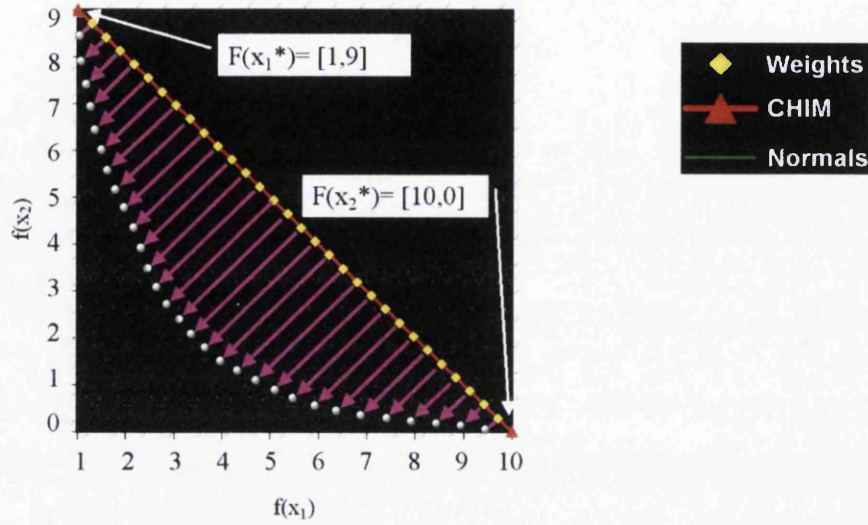 9
8
7
6
5
4
3
2
1
0
f(x₂)
F(x₁*)= [1,9]
F(x₂*)= [10,0]
1 2 3 4 5 6 7 8 9 10
f(x₁)
Weights
CHIM
Normals